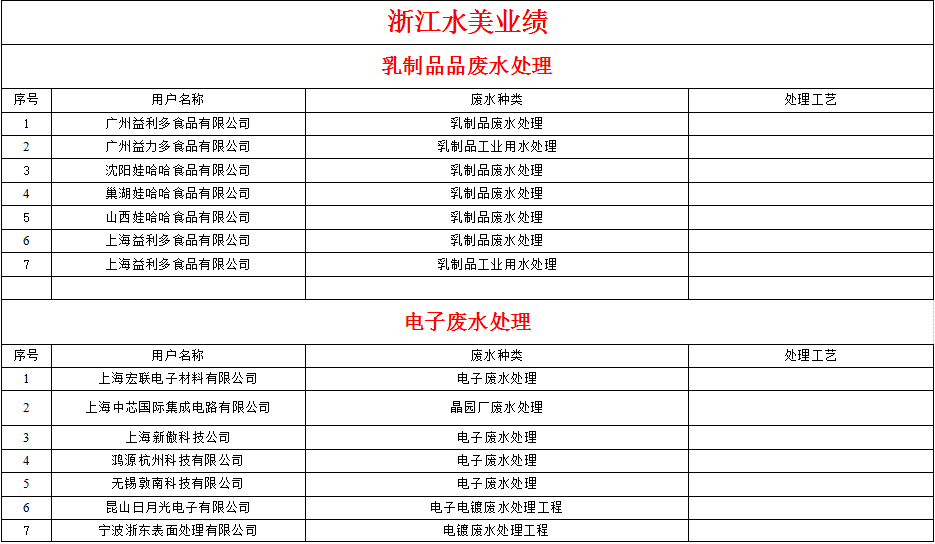 浙江水美业绩
乳制品品废水处理
序号 用户名称 废水种类 处理工艺
1 广州益利多食品有限公司 乳制品废水处理
2 广州益力多食品有限公司 乳制品工业用水处理
3 沈阳娃哈哈食品有限公司 乳制品废水处理
4 巢湖娃哈哈食品有限公司 乳制品废水处理
5 山西娃哈哈食品有限公司 乳制品废水处理
6 上海益利多食品有限公司 乳制品废水处理
7 上海益利多食品有限公司 乳制品工业用水处理
电子废水处理
序号 用户名称 废水种类 处理工艺
1 上海宏联电子材料有限公司 电子废水处理
2 上海中芯国际集成电路有限公司 晶园厂废水处理
3 上海新傲科技公司 电子废水处理
4 鸿源杭州科技有限公司 电子废水处理
5 无锡敦南科技有限公司 电子废水处理
6 昆山日月光电子有限公司 电子电镀废水处理工程
7 宁波浙东表面处理有限公司 电镀废水处理工程